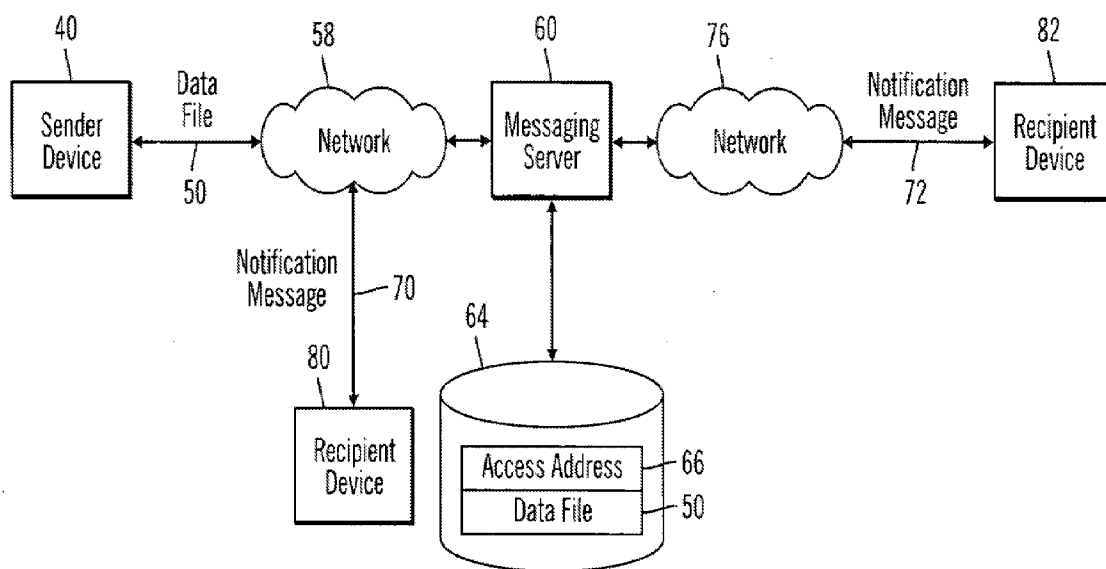 40
58
60
76
82
Data
File
Notification
Message
Sender
Device
Network
Messaging
Server
Network
Recipient
Device
50
72
Notification
Message
70
64
80
Recipient
Device
Access Address
66
Data File
50